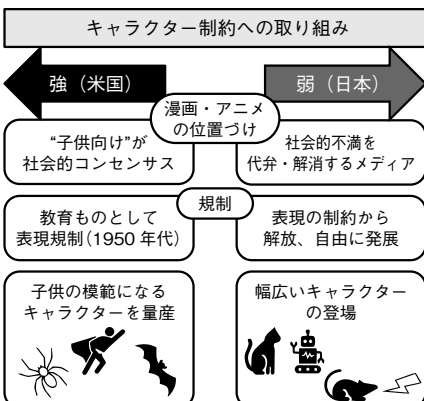 キャラクター制約への取り組み
強（米国）
弱（日本）
漫画・アニメ
の位置づけ
“子供向け”が
社会的コンセンサス
社会的不満を
代弁・解消するメディア
規制
教育ものとして
表現規制（1950年代）
表現の制約から
解放、自由に発展
子供の模範になる
キャラクターを量産
幅広いキャラクター
の登場